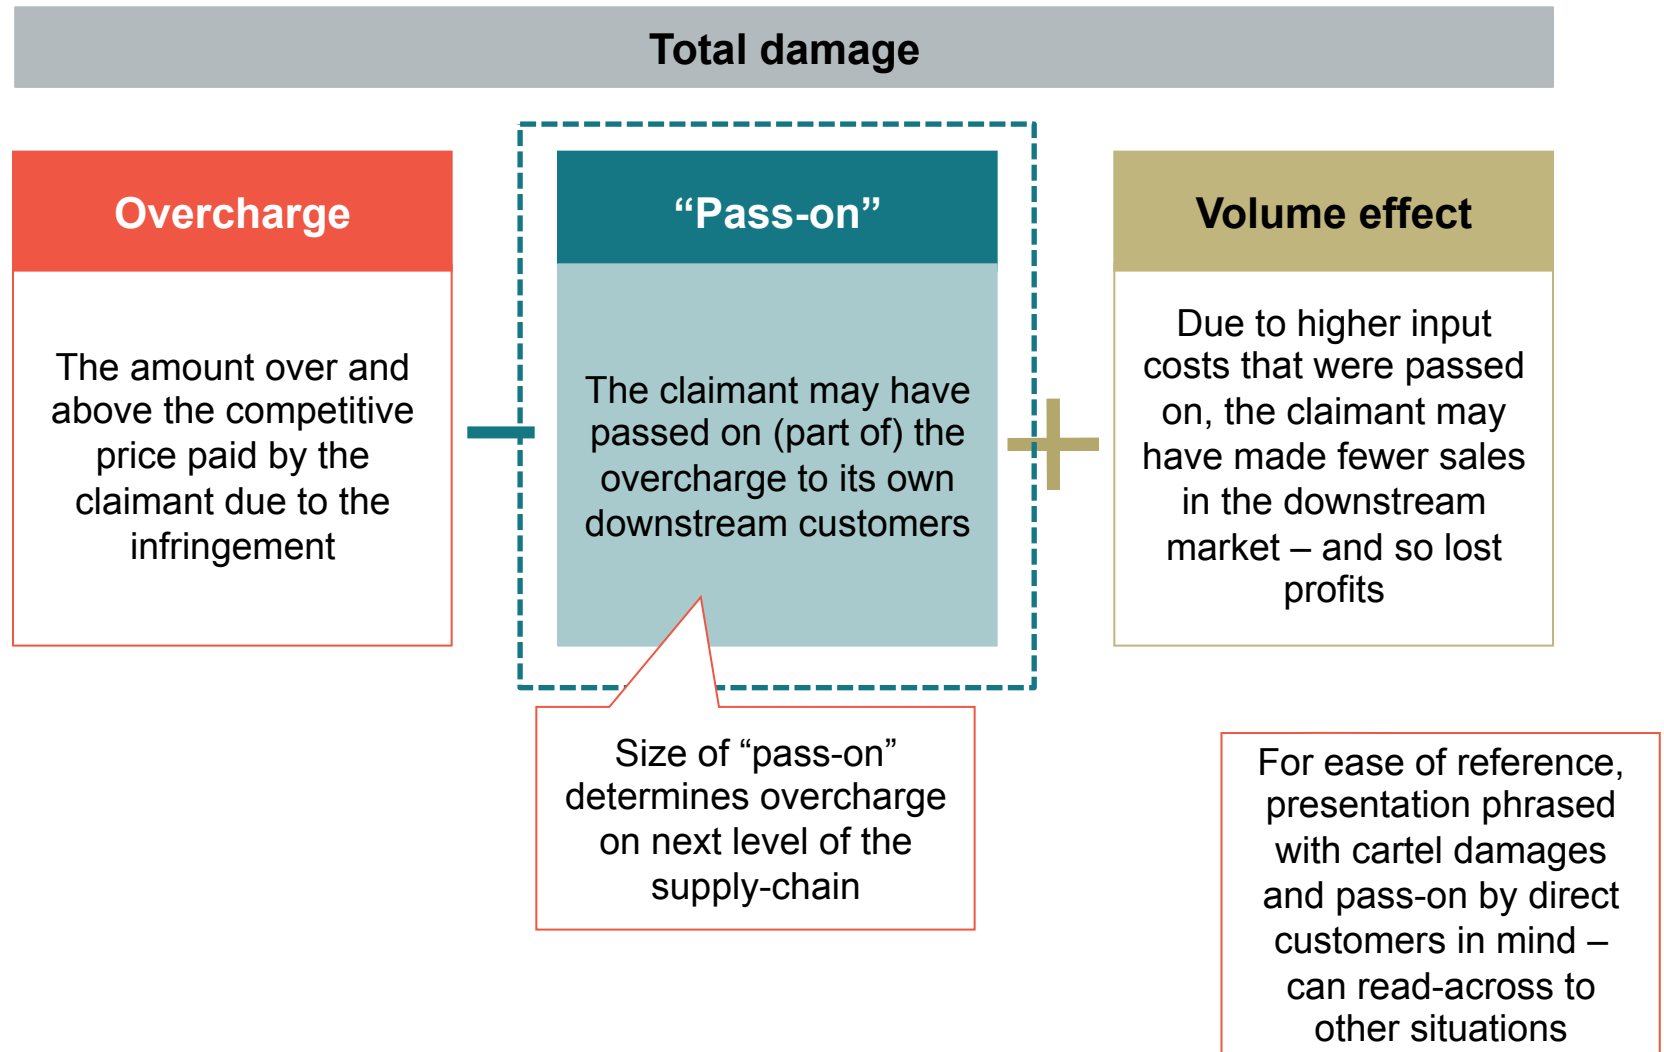 Total damage
Overcharge
The amount over and
above the competitive
price paid by the
claimant due to the
infringement
“Pass-on”
The claimant may have
passed on (part of) the
overcharge to its own
downstream customers
Volume effect
Due to higher input
costs that were passed
on, the claimant may
have made fewer sales
in the downstream
market – and so lost
profits
Size of “pass-on”
determines overcharge
on next level of the
supply-chain
For ease of reference,
presentation phrased
with cartel damages
and pass-on by direct
customers in mind –
can read-across to
other situations